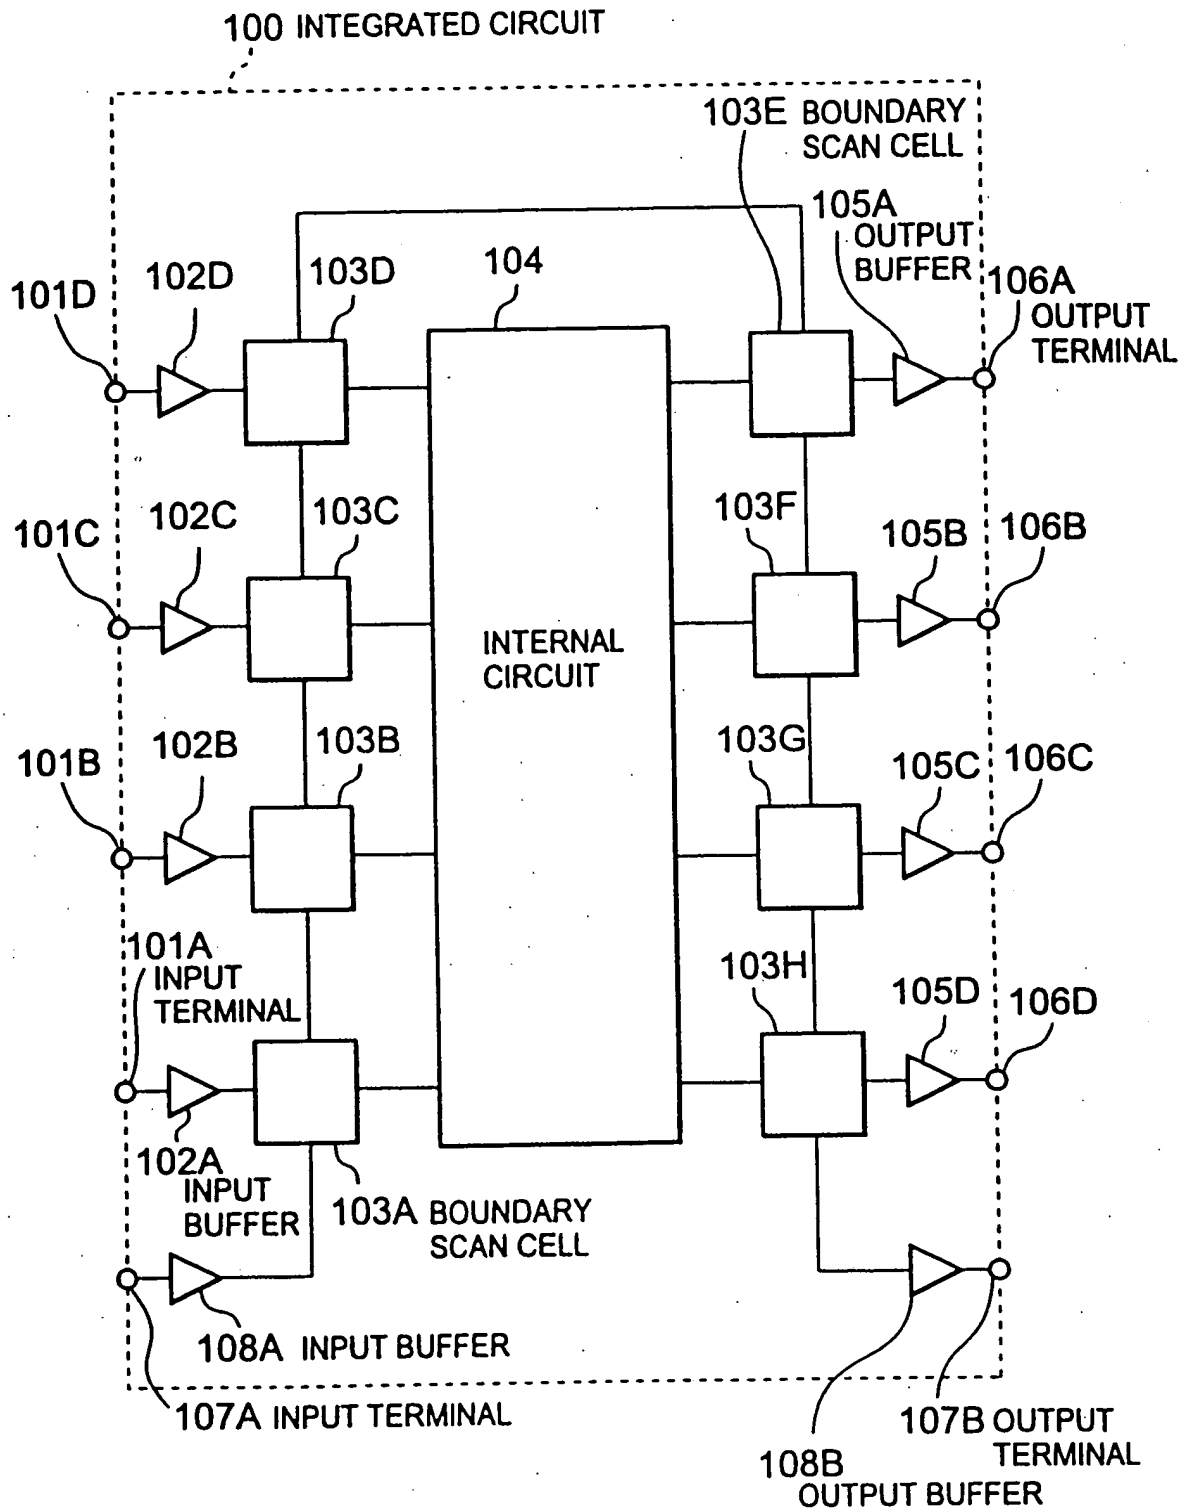 100 INTEGRATED CIRCUIT
103E BOUNDARY
SCAN CELL
105A
OUTPUT
BUFFER
106A
OUTPUT
TERMINAL
101D
102D
103D
104
101C
102C
103C
103F
105B
106B
INTERNAL
CIRCUIT
101B
102B
103B
103G
105C
106C
101A
INPUT
TERMINAL
103H
105D
106D
102A
INPUT
BUFFER
103A BOUNDARY
SCAN CELL
108A INPUT BUFFER
107A INPUT TERMINAL
107B OUTPUT
TERMINAL
108B
OUTPUT BUFFER